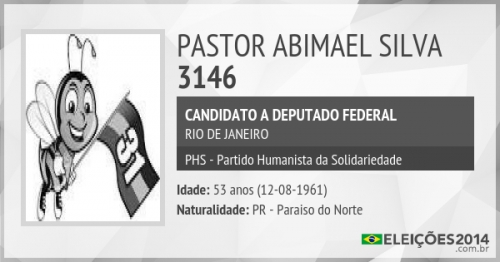 PASTOR ABIMAEL SILVA
3146
CANDIDATO A DEPUTADO FEDERAL
RIO DE JANEIRO
PHS - Partido Humanista da Solidariedade
Idade: 53 anos (12-08-1961)
Naturalidade: PR - Paraiso do Norte
31
ELEIÇÕES2014
.com.br